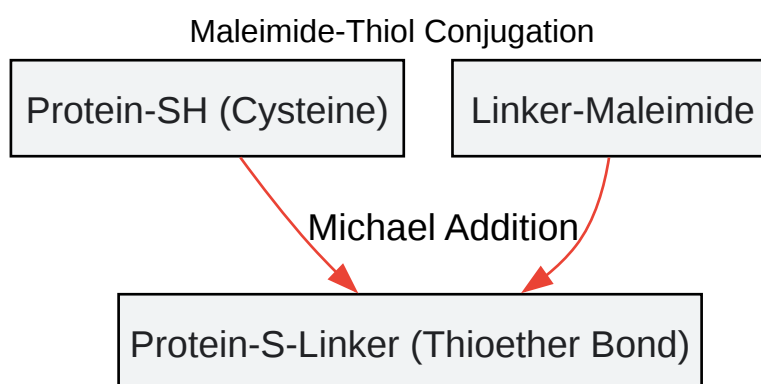 Maleimide-Thiol Conjugation
Protein-SH (Cysteine)
Linker-Maleimide
Michael Addition
Protein-S-Linker (Thioether Bond)